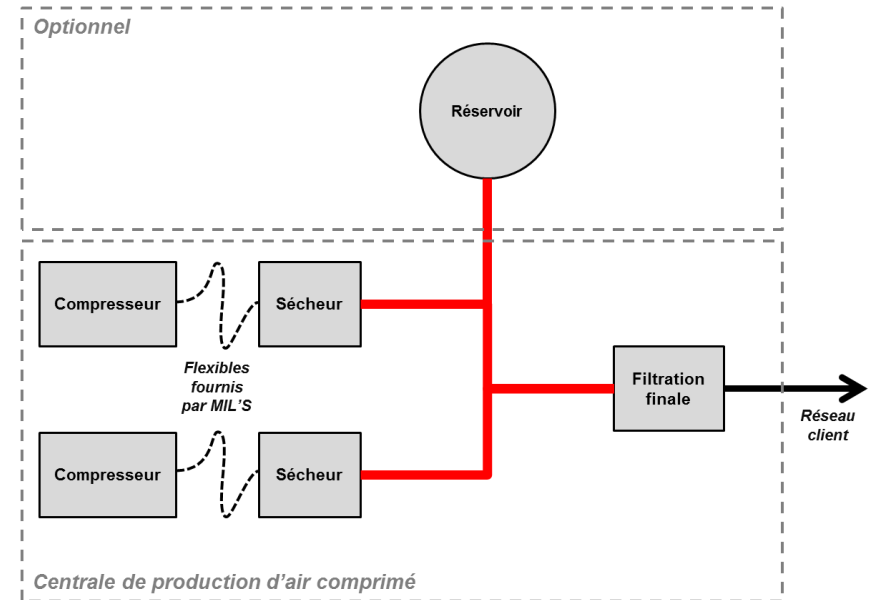 Optionnel
Réservoir
Compresseur
Sécheur
Flexibles
fournis
par MIL'S
Filtration
finale
Réseau
client
Compresseur
Sécheur
Centrale de production d'air comprimé